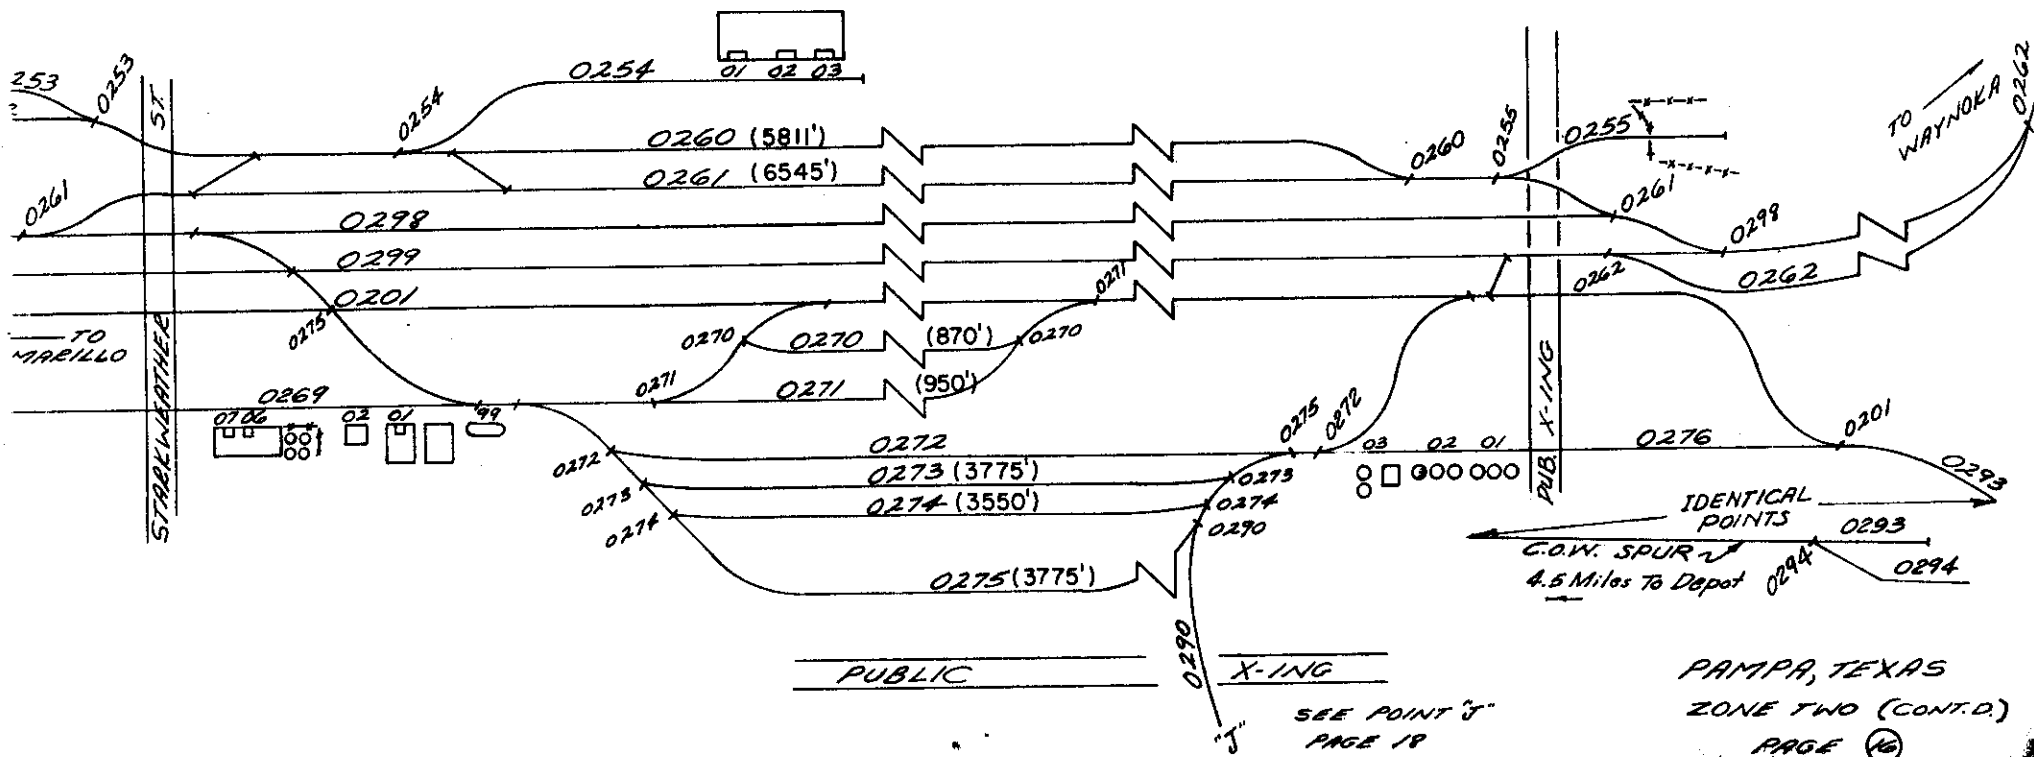 253
0253
ST.
0254
0254
01 02 03
0260 (5811')
0261 (6545')
0261
0298
0299
0201
0275
TO
MARILLO
STARKWEATHER
0269
07 06
02
01
99
0270
0270
(870')
0270
0271
0271
0271
(950')
0272
0272
0273
0273 (3775')
0273
0274
0274 (3550')
0274
0290
0275 (3775')
0275
0272
03 02 01
0276
0260
0255
0255
0261
0298
0262
0262
0262
TO
WAYNOKA
PUB. X-ING
0201
0293
IDENTICAL
POINTS
0293
C.O.W. SPUR
4.5 Miles To Depot
0294
0294
0290
PUBLIC X-ING
"J"
SEE POINT "J"
PAGE 18
PAMPA, TEXAS
ZONE TWO (CONT.D.)
PAGE 16